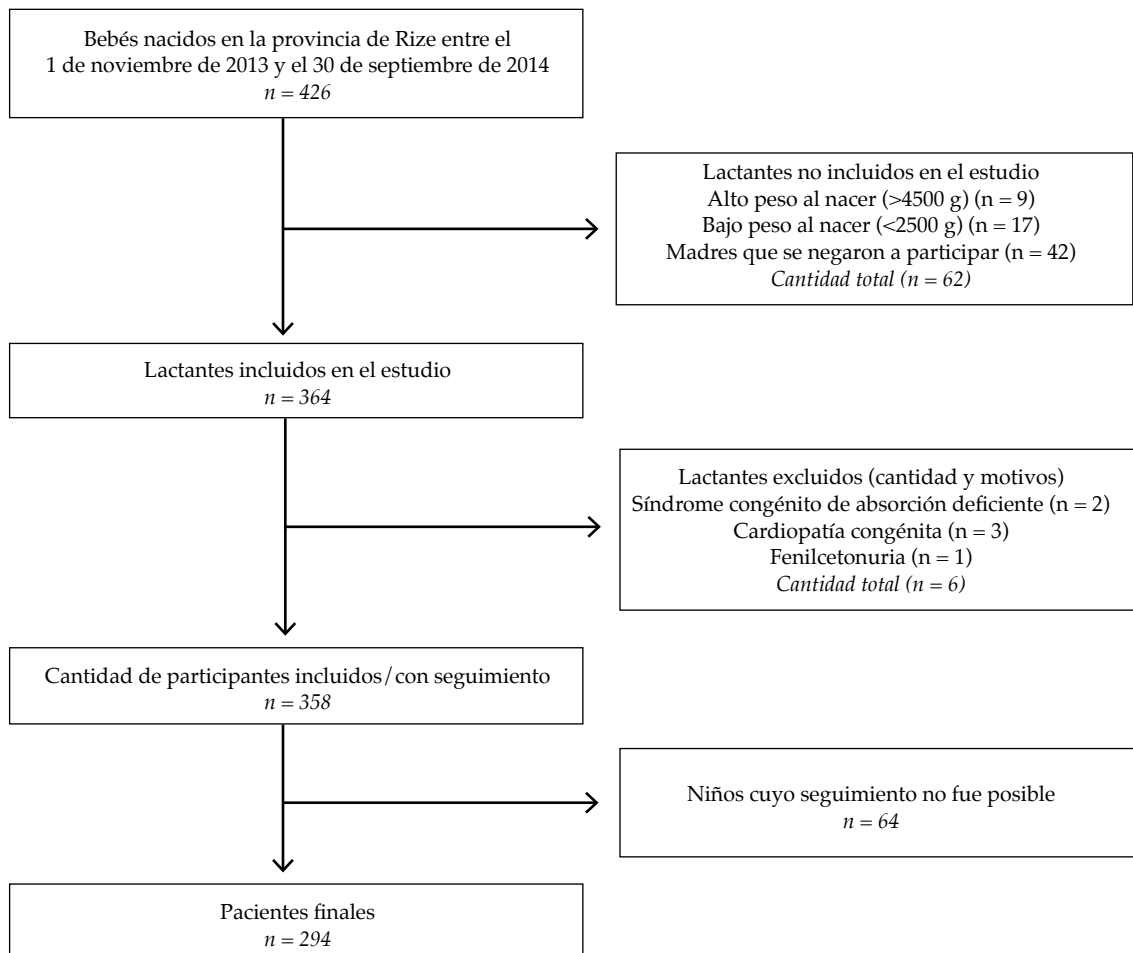 Bebés nacidos en la provincia de Rize entre el
1 de noviembre de 2013 y el 30 de septiembre de 2014
n = 426
Lactantes no incluidos en el estudio
Alto peso al nacer (>4500 g) (n = 9)
Bajo peso al nacer (<2500 g) (n = 17)
Madres que se negaron a participar (n = 42)
Cantidad total (n = 62)
Lactantes incluidos en el estudio
n = 364
Lactantes excluidos (cantidad y motivos)
Síndrome congénito de absorción deficiente (n = 2)
Cardiopatía congénita (n = 3)
Fenilcetonuria (n = 1)
Cantidad total (n = 6)
Cantidad de participantes incluidos/con seguimiento
n = 358
Niños cuyo seguimiento no fue posible
n = 64
Pacientes finales
n = 294